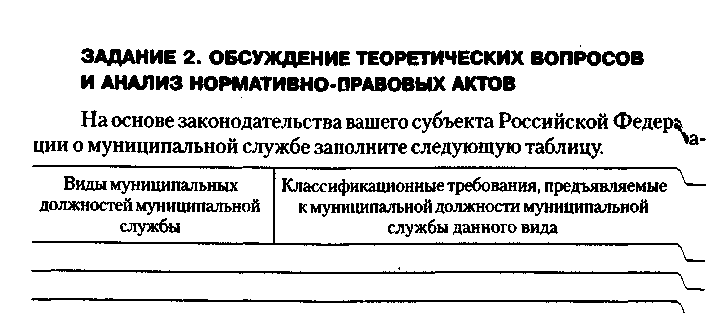 ЗАДАНИЕ 2. ОБСУЖДЕНИЕ ТЕОРЕТИЧЕСКИХ ВОПРОСОВ
И АНАЛИЗ НОРМАТИВНО-ПРАВОВЫХ АКТОВ
На основе законодательства вашего субъекта Российской Федера-
ции о муниципальной службе заполните следующую таблицу.
Виды муниципальных
должностей муниципальной
службы
Классификационные требования, предъявляемые
к муниципальной должности муниципальной
службы данного вида